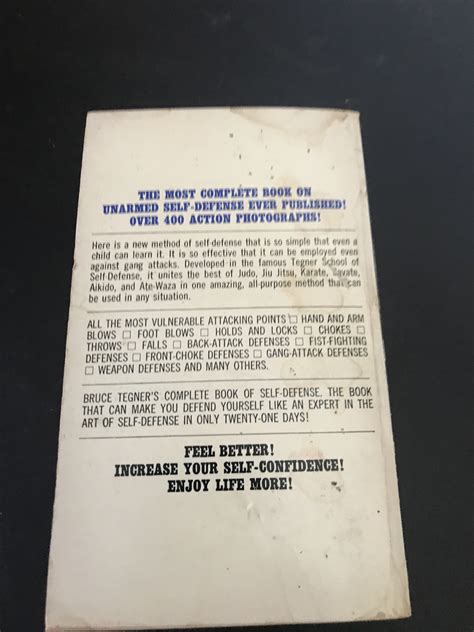 THE MOST COMPLETE BOOK ON
UNARMED SELF-DEFENSE EVER PUBLISHED!
OVER 400 ACTION PHOTOGRAPHS!
Here is a new method of self-defense that is so simple that even a
child can learn it. It is so effective that it can be employed even
against gang attacks. Developed in the famous Tegner School of
Self-Defense, it unites the best of Judo, Jiu Jitsu, Karate, Savate,
Aikido, and Ate-Waza in one amazing, all-purpose method that can
be used in any situation.
ALL THE MOST VULNERABLE ATTACKING POINTS □ HAND AND ARM
BLOWS □ FOOT BLOWS □ HOLDS AND LOCKS □ CHOKES □
THROWS □ FALLS □ BACK-ATTACK DEFENSES □ FIST-FIGHTING
DEFENSES □ FRONT-CHOKE DEFENSES □ GANG-ATTACK DEFENSES
□ WEAPON DEFENSES AND MANY OTHERS.
BRUCE TEGNER'S COMPLETE BOOK OF SELF-DEFENSE. THE BOOK
THAT CAN MAKE YOU DEFEND YOURSELF LIKE AN EXPERT IN THE
ART OF SELF-DEFENSE IN ONLY TWENTY-ONE DAYS!
FEEL BETTER!
INCREASE YOUR SELF-CONFIDENCE!
ENJOY LIFE MORE!